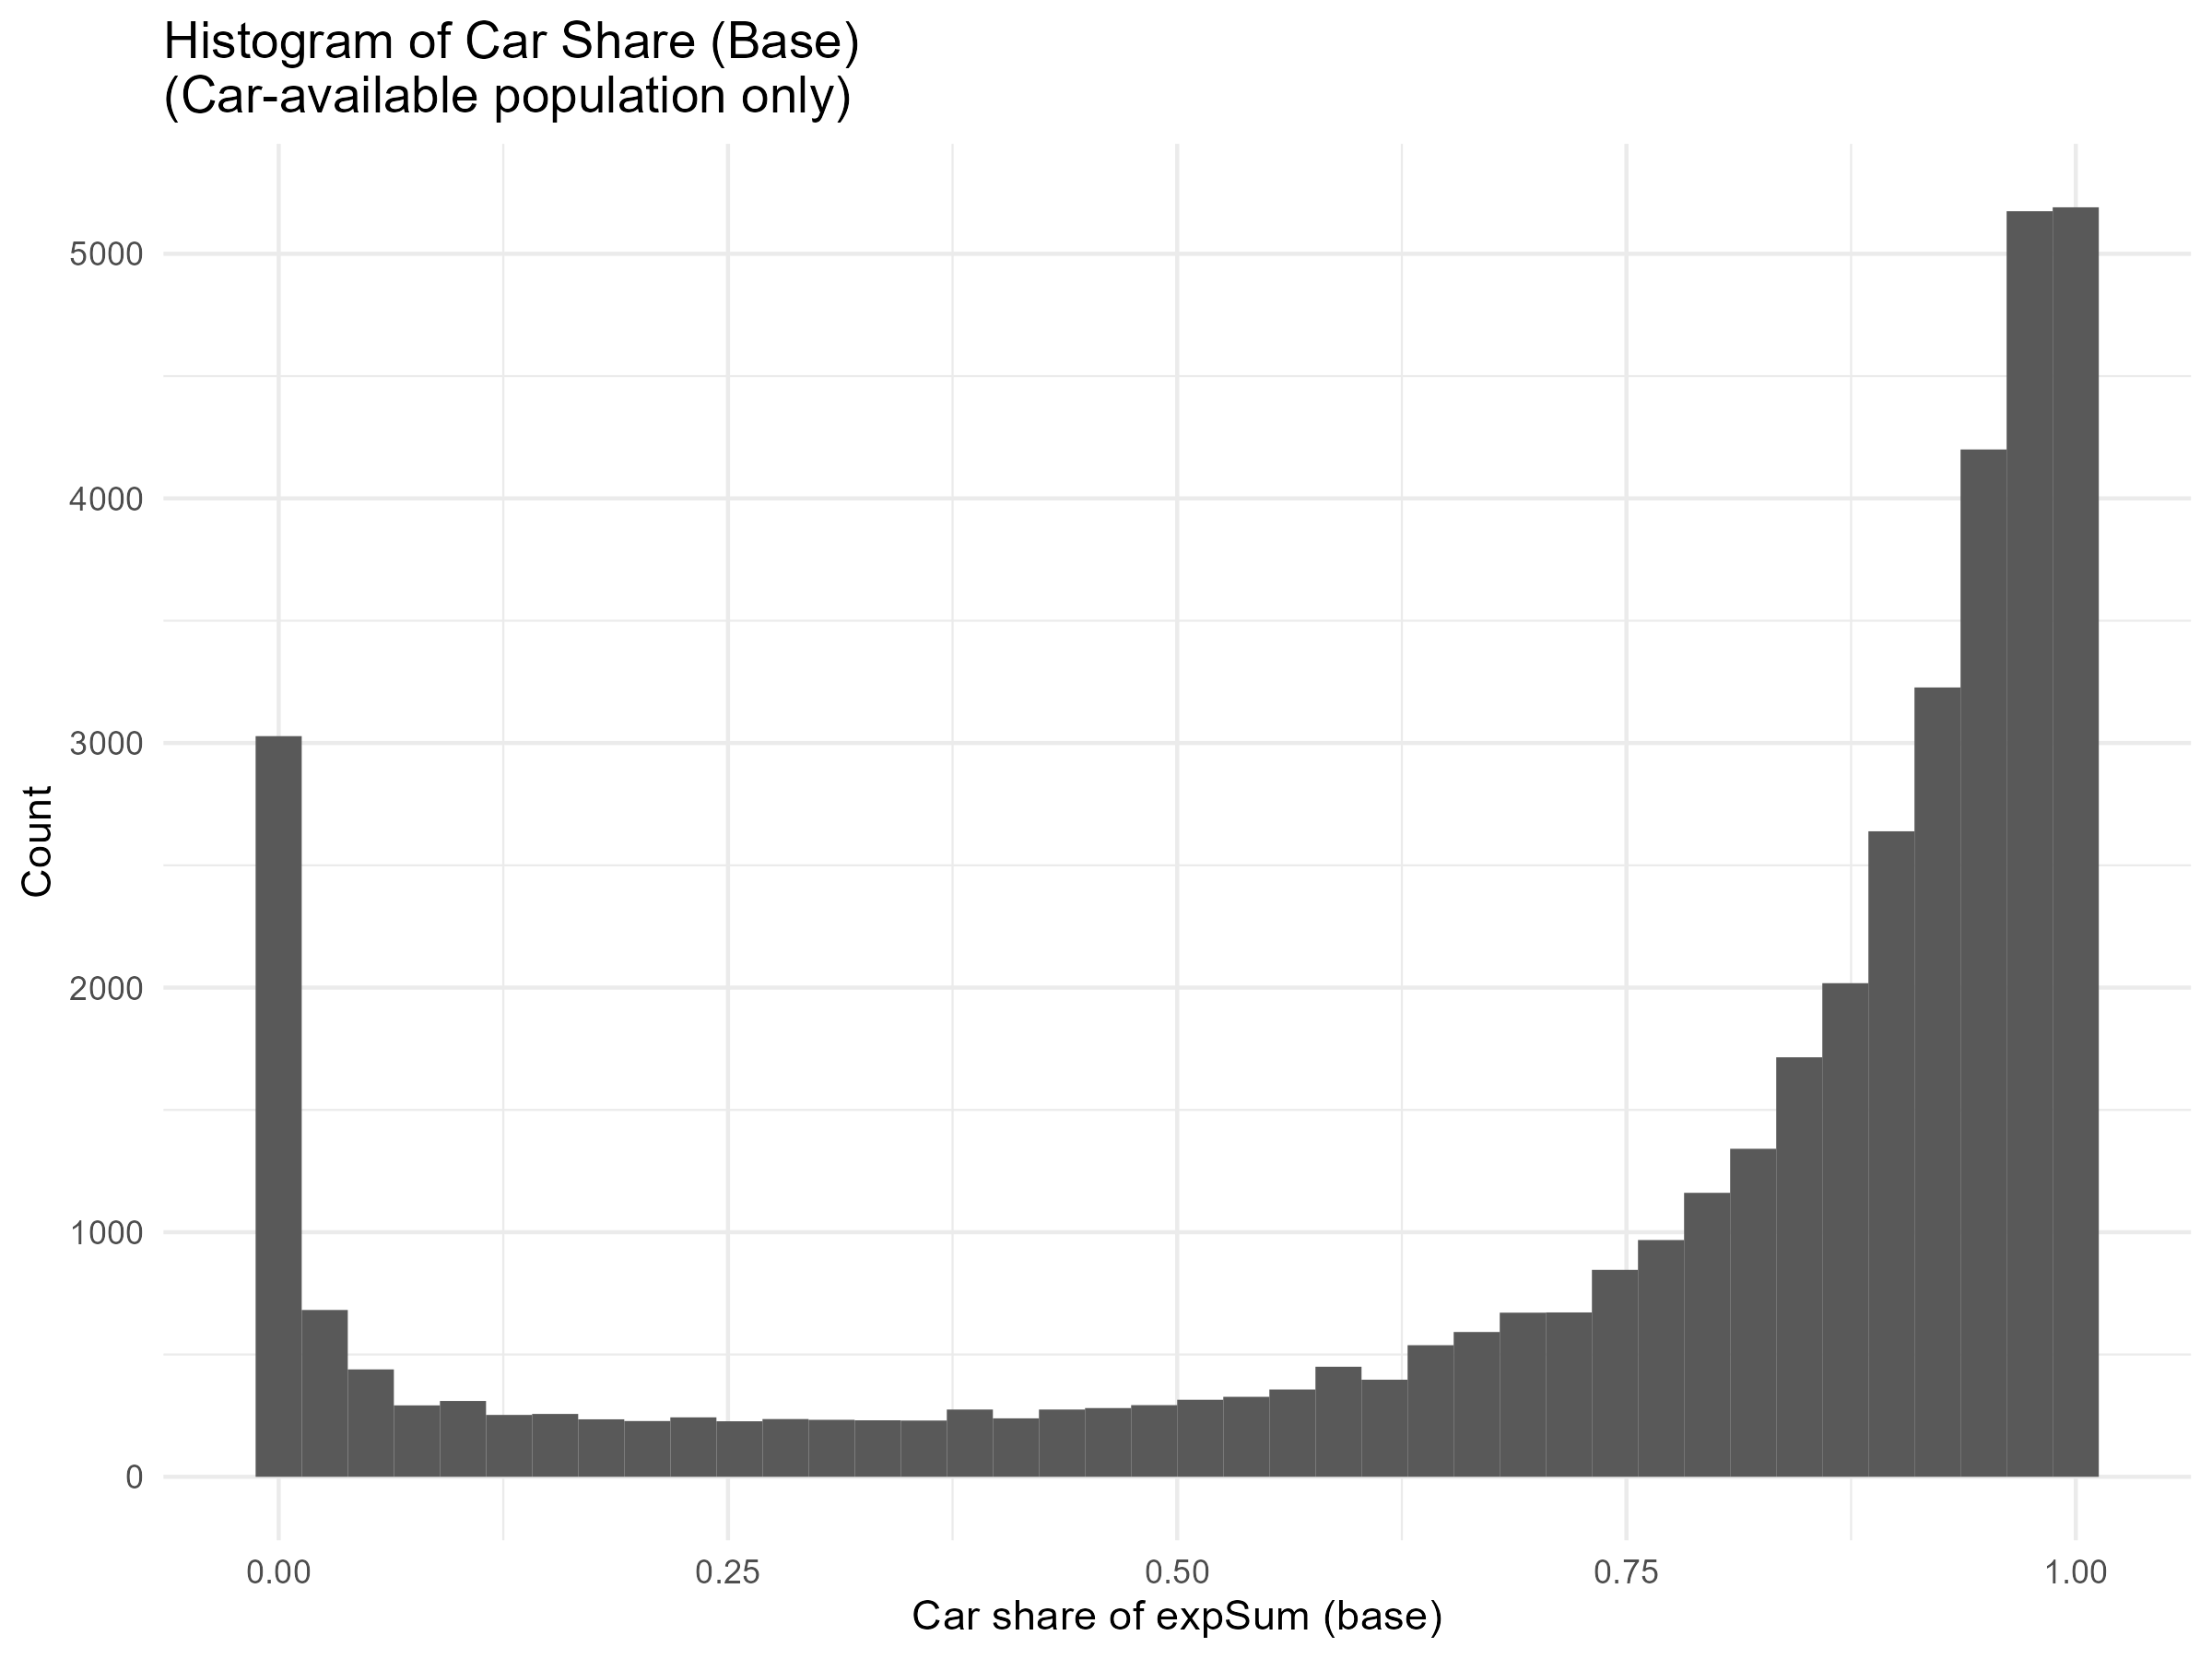 Histogram of Car Share (Base)
(Car-available population only)
5000
4000
3000
2000
1000
0
Count
0.00
0.25
0.50
0.75
1.00
Car share of expSum (base)